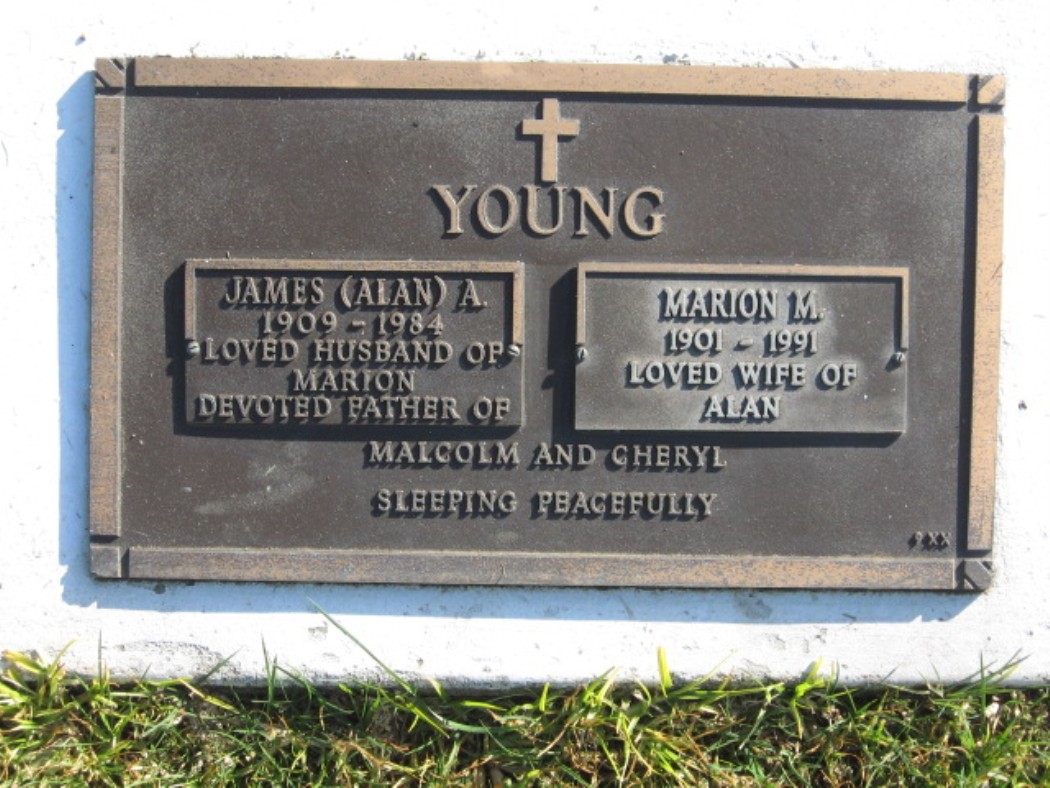 YOUNG
JAMES (ALAN) A.
1909 - 1984
LOVED HUSBAND OF
MARION
DEVOTED FATHER OF
MARION M.
1901 - 1991
LOVED WIFE OF
ALAN
MALCOLM AND CHERYL
SLEEPING PEACEFULLY
9XX